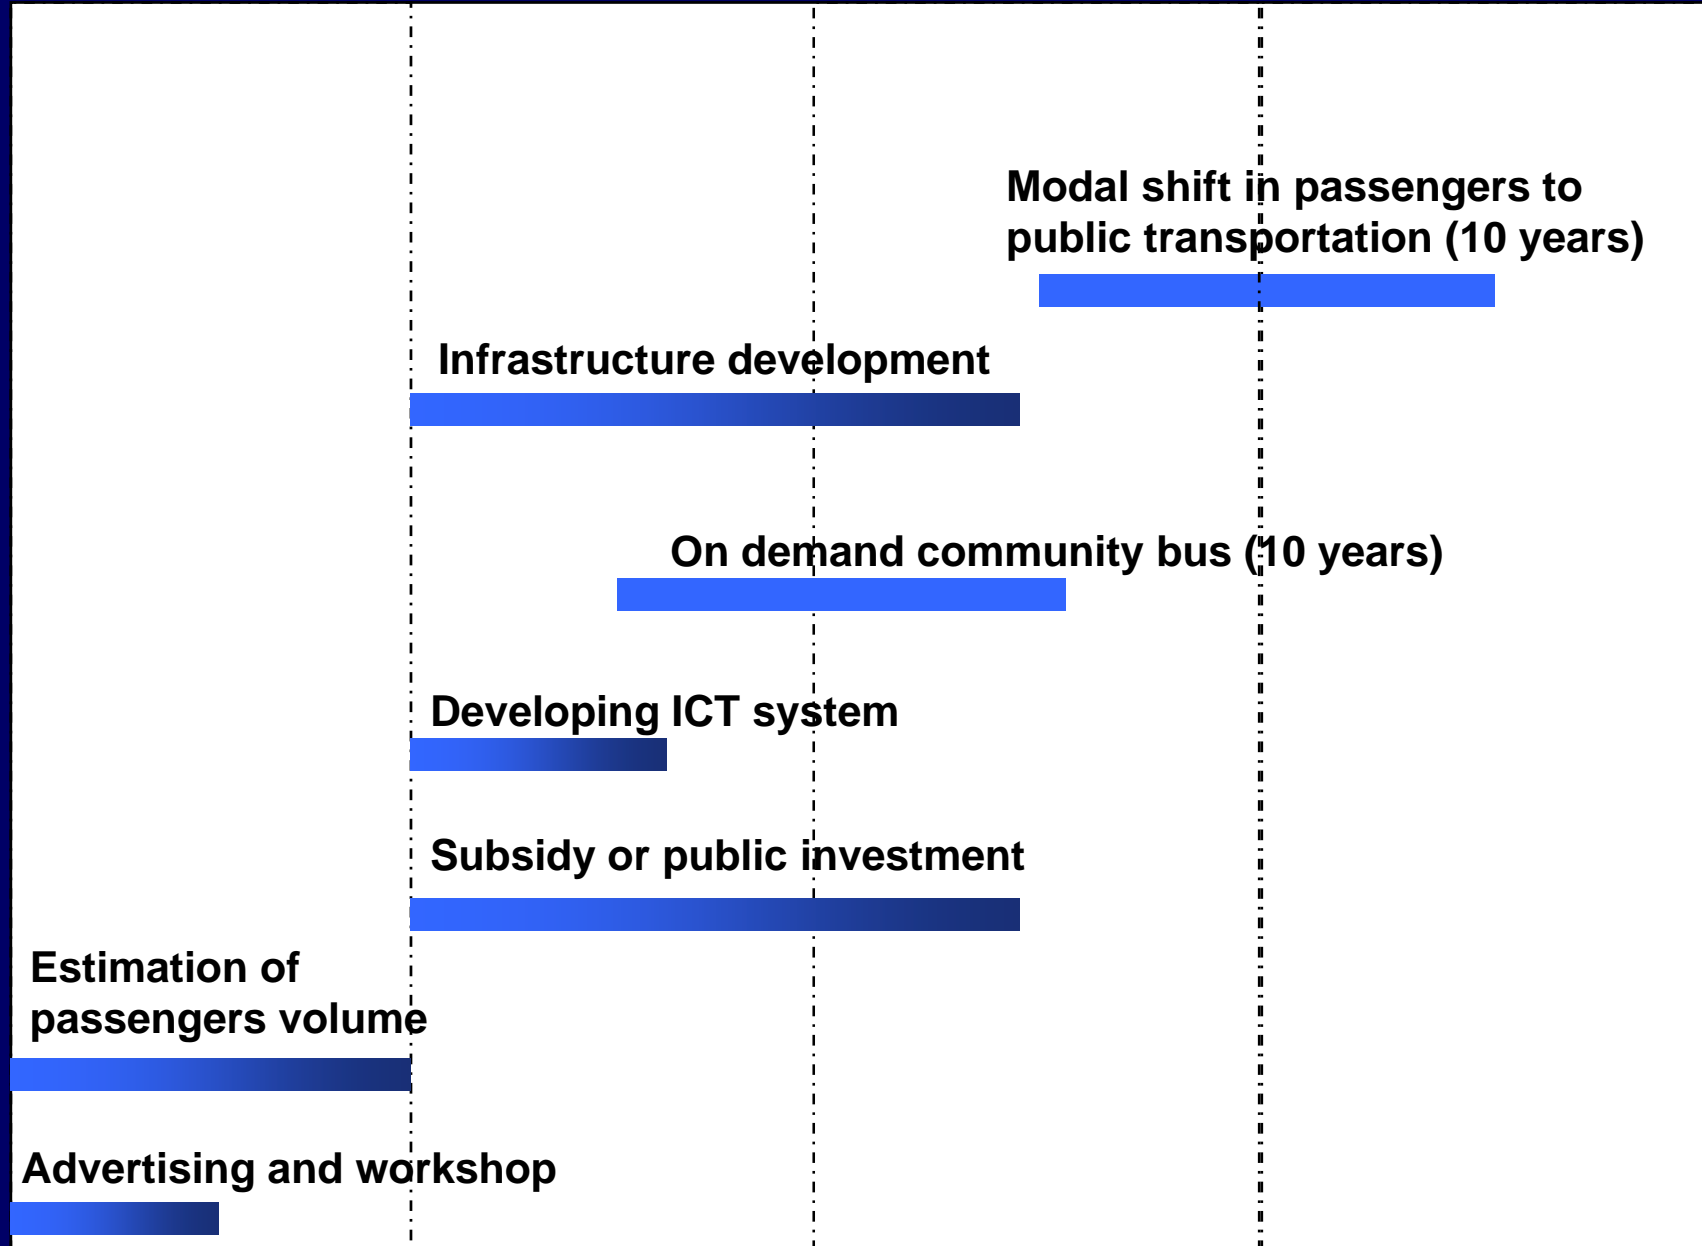 Modal shift in passengers to
public transportation (10 years)
Infrastructure development
On demand community bus (10 years)
Developing ICT system
Subsidy or public investment
Estimation of
passengers volume
Advertising and workshop